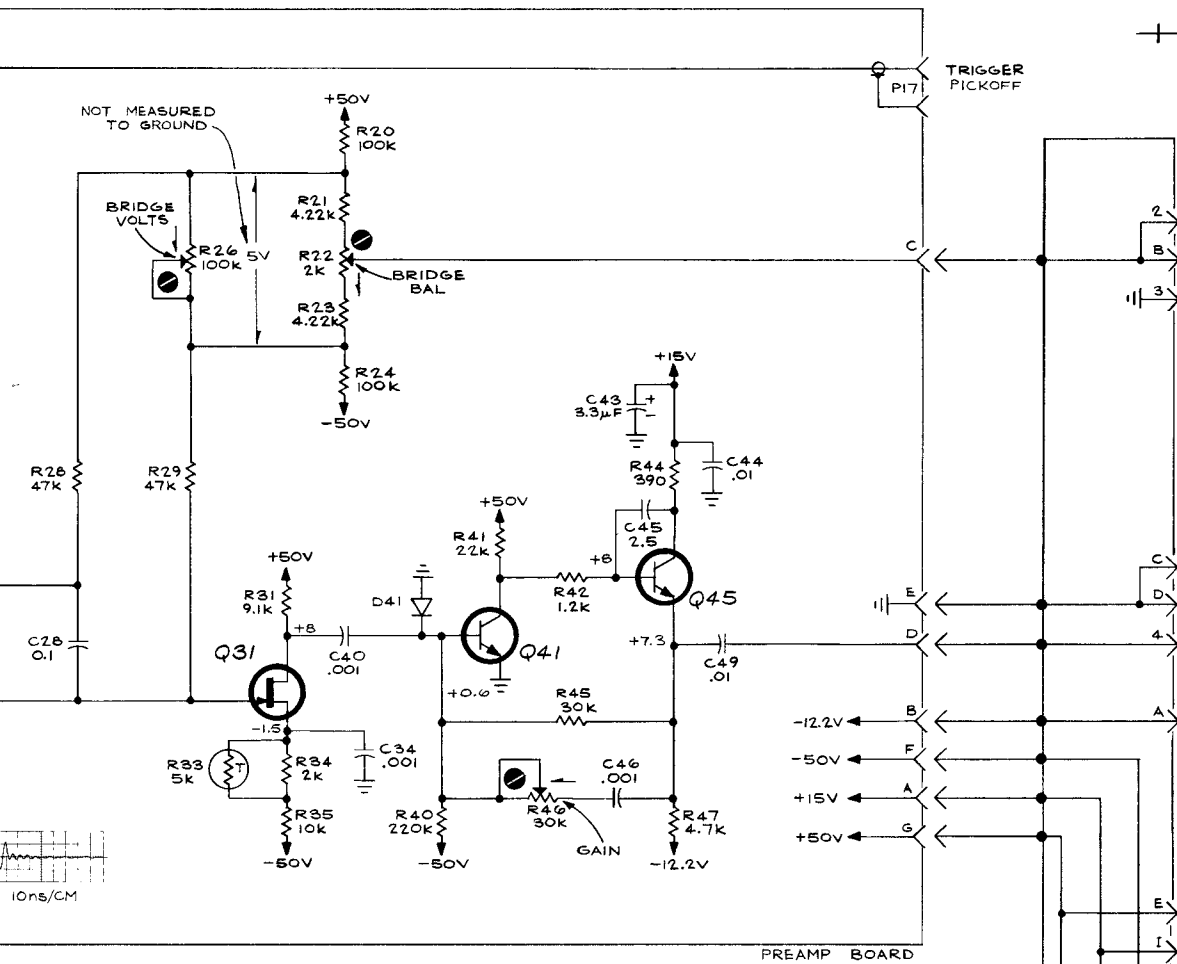 TRIGGER
PICKOFF
P17
NOT MEASURED
TO GROUND
+50V
R20
100K
R21
4.22K
BRIDGE
VOLTS
R26
100K
5V
R22
2K
BRIDGE
BAL
C
2
B
3
R23
4.22K
R24
100K
-50V
+15V
C43
3.3µF
+
-
R28
47K
R29
47K
R44
390
C44
.01
+50V
R41
22K
C45
2.5
+8
+50V
R31
9.1K
D41
R42
1.2K
Q45
E
C
D
C28
0.1
+8
C40
.001
Q31
Q41
+7.3
C49
.01
D
4
+0.6
R45
30K
-1.5
-12.2V
B
A
R33
5K
T
R34
2K
C34
.001
C46
.001
-50V
F
R35
10K
R40
220K
R46
30K
R47
4.7K
+15V
A
GAIN
+50V
G
-50V
-50V
-12.2V
10ns/CM
E
I
PREAMP BOARD